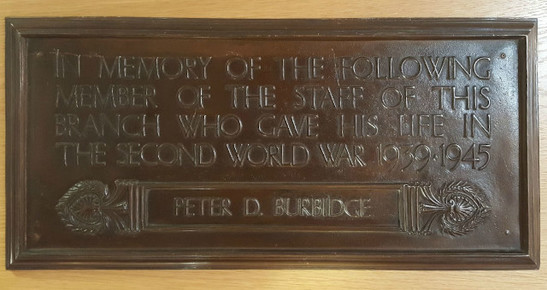 IN MEMORY OF THE FOLLOWING
MEMBER OF THE STAFF OF THIS
BRANCH WHO GAVE HIS LIFE IN
THE SECOND WORLD WAR 1939·1945
PETER D. BURBIDGE